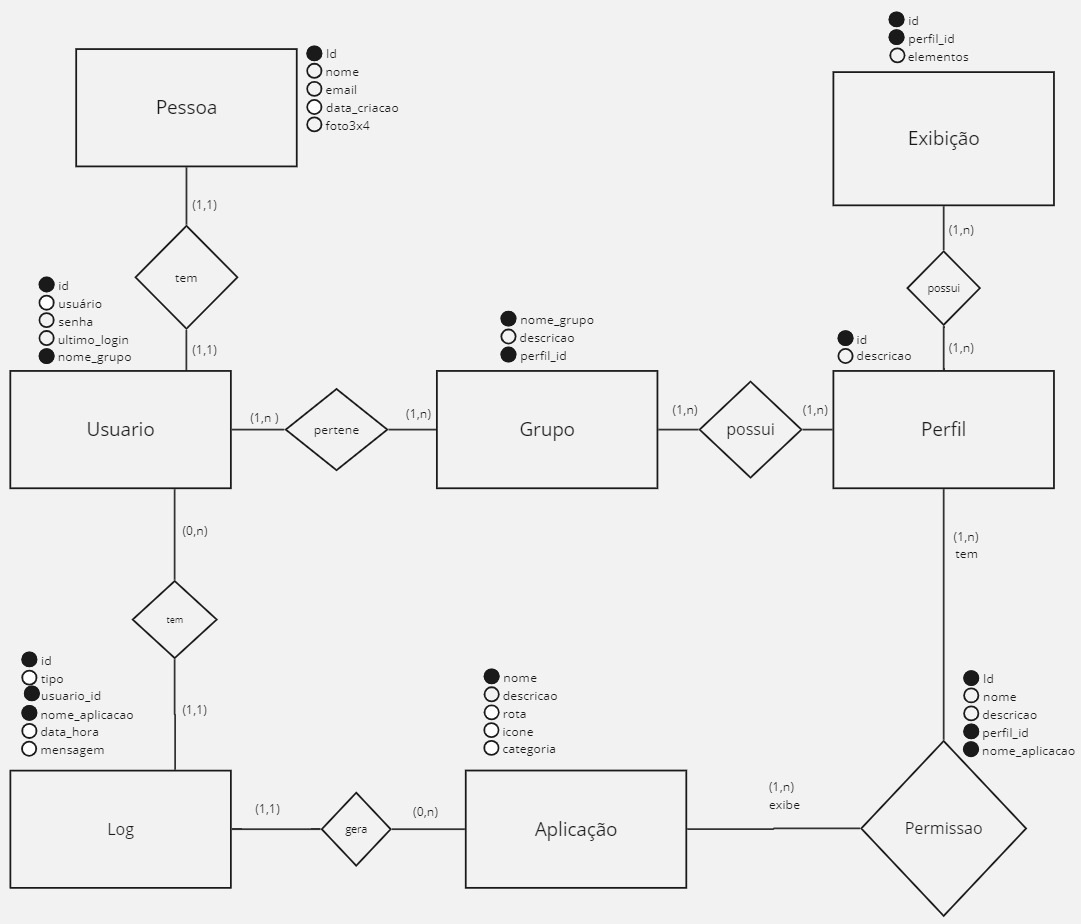 id
perfil_id
elementos
Exibição
Id
nome
email
data_criacao
foto3x4
Pessoa
(1,1)
tem
(1,1)
(1,n)
possui
(1,n)
id
usuário
senha
ultimo_login
nome_grupo
Usuario
(1,n )
pertene
(1,n)
nome_grupo
descricao
perfil_id
Grupo
(1,n)
possui
(1,n)
id
descricao
Perfil
(0,n)
tem
(1,1)
(1,n)
tem
id
tipo
usuario_id
nome_aplicacao
data_hora
mensagem
Log
(1,1)
gera
(0,n)
nome
descricao
rota
icone
categoria
Aplicação
(1,n)
exibe
Id
nome
descricao
perfil_id
nome_aplicacao
Permissao